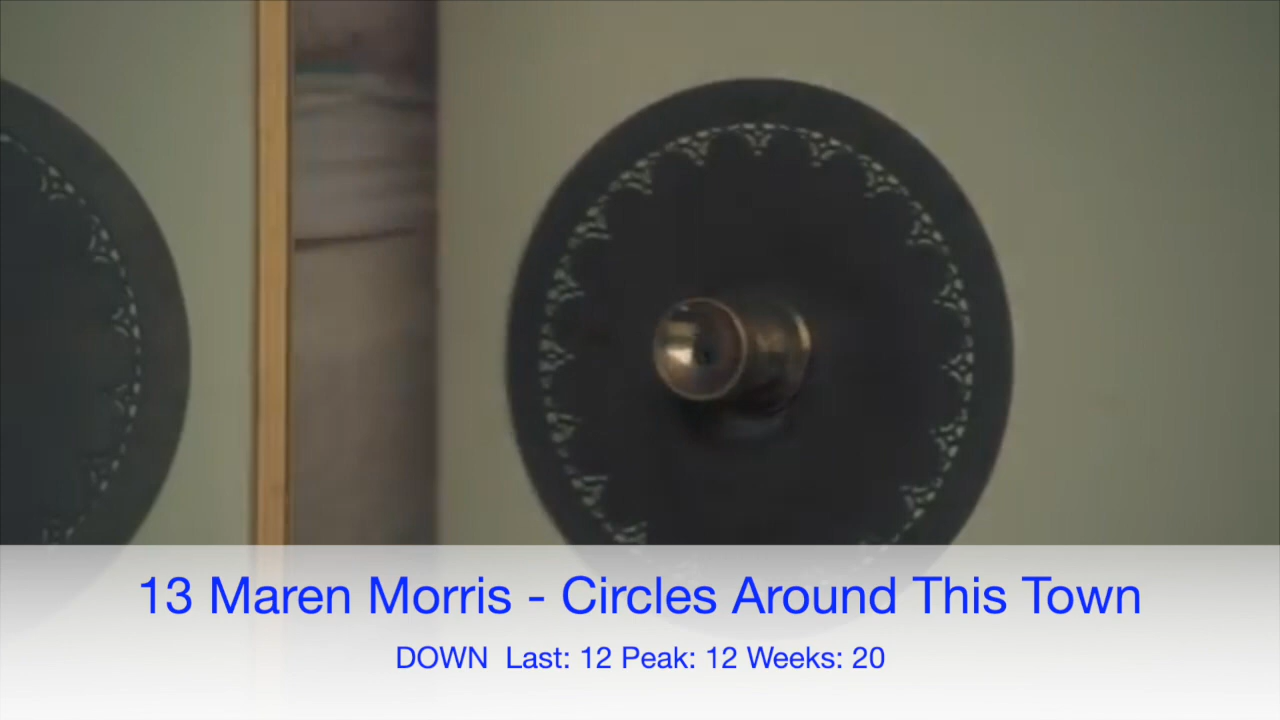 13 Maren Morris - Circles Around This Town
DOWN  Last: 12 Peak: 12 Weeks: 20